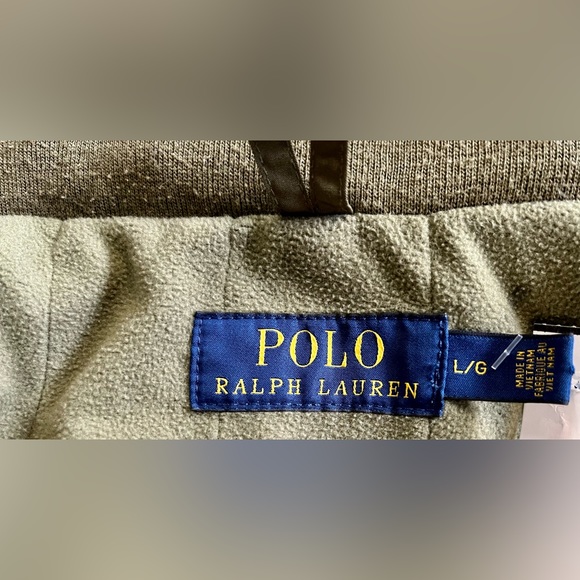 POLO
RALPH LAUREN
L/G
MADE IN
VIETNAM
FABRIQUÉ AU
VIET NAM